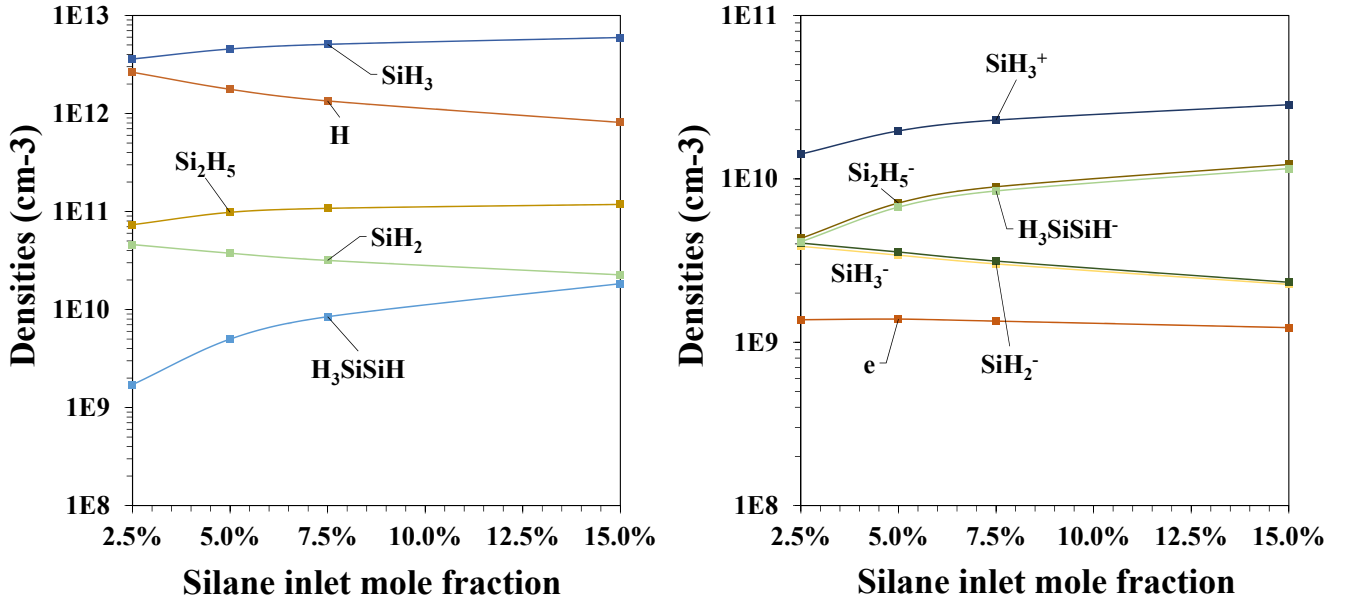 Densities (cm-3)
1E13
1E12
1E11
1E10
1E9
1E8
SiH₃
H
Si₂H₅
SiH₂
H₃SiSiH
2.5% 5.0% 7.5% 10.0% 12.5% 15.0%
Silane inlet mole fraction
Densities (cm-3)
1E11
1E10
1E9
1E8
SiH₃⁺
Si₂H₅⁻
H₃SiSiH⁻
SiH₃⁻
e
SiH₂⁻
2.5% 5.0% 7.5% 10.0% 12.5% 15.0%
Silane inlet mole fraction